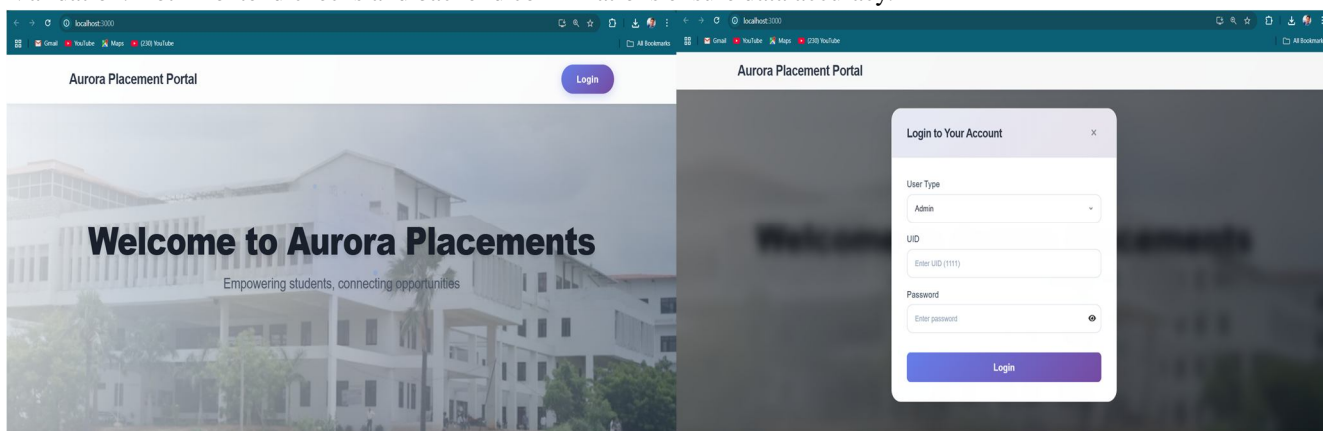 localhost:3000
Gmail YouTube Maps (230) YouTube All Bookmarks
Aurora Placement Portal Login
Welcome to Aurora Placements
Empowering students, connecting opportunities
localhost:3000
Gmail YouTube Maps (230) YouTube All Bookmarks
Aurora Placement Portal
Login to Your Account ×
User Type
Admin
UID
Enter UID (1111)
Password
Enter password
Login